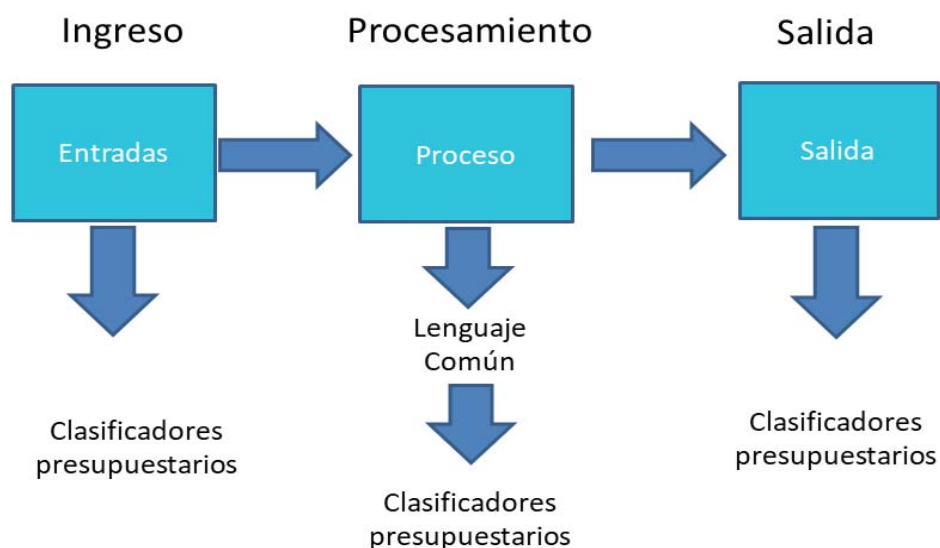 Ingreso
Procesamiento
Salida
Entradas
Proceso
Salida
Lenguaje
Común
Clasificadores
presupuestarios
Clasificadores
presupuestarios
Clasificadores
presupuestarios